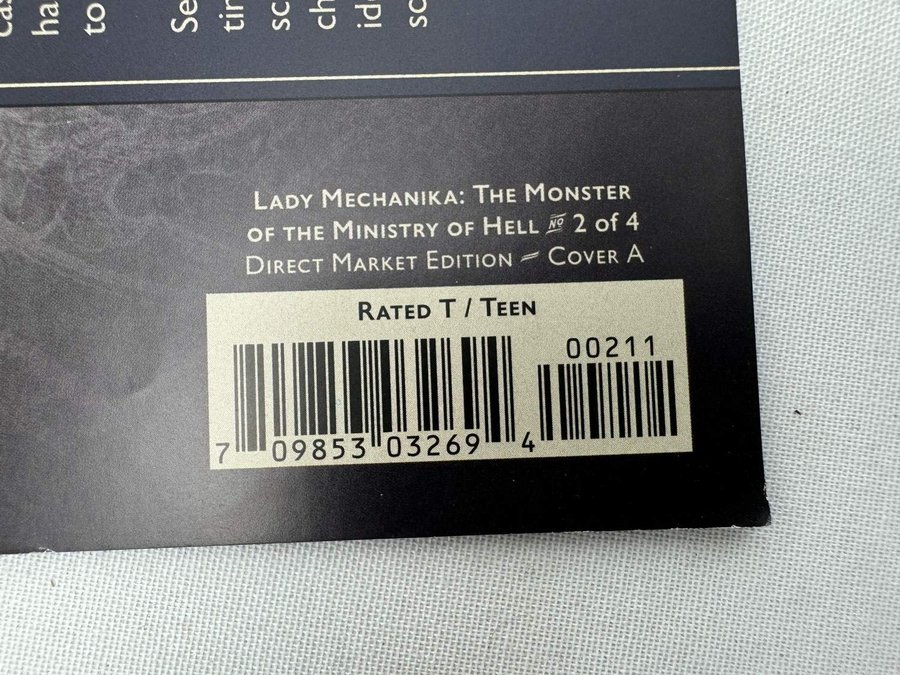 Lady Mechanika: The Monster
of the Ministry of Hell № 2 of 4
Direct Market Edition = Cover A
Rated T / Teen
00211
7 09853 03269 4